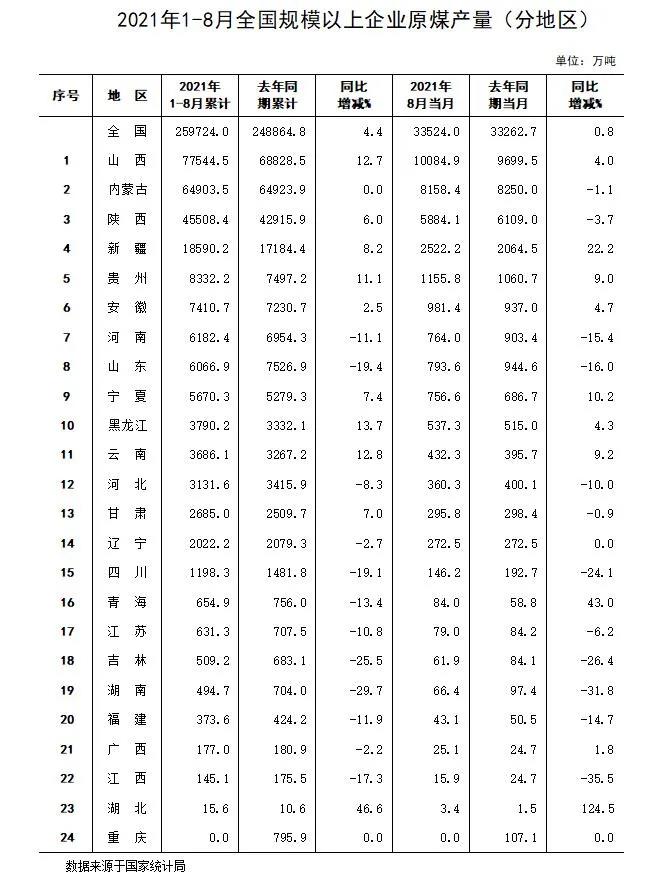 2021年1-8月全国规模以上企业原煤产量（分地区）
单位：万吨
序号 地 区 2021年1-8月累计 去年同期累计 同比增减% 2021年8月当月 去年同期当月 同比增减%
全 国 259724.0 248864.8 4.4 33524.0 33262.7 0.8
1 山 西 77544.5 68828.5 12.7 10084.9 9699.5 4.0
2 内蒙古 64903.5 64923.9 0.0 8158.4 8250.0 -1.1
3 陕 西 45508.4 42915.9 6.0 5884.1 6109.0 -3.7
4 新 疆 18590.2 17184.4 8.2 2522.2 2064.5 22.2
5 贵 州 8332.2 7497.2 11.1 1155.8 1060.7 9.0
6 安 徽 7410.7 7230.7 2.5 981.4 937.0 4.7
7 河 南 6182.4 6954.3 -11.1 764.0 903.4 -15.4
8 山 东 6066.9 7526.9 -19.4 793.6 944.6 -16.0
9 宁 夏 5670.3 5279.3 7.4 756.6 686.7 10.2
10 黑龙江 3790.2 3332.1 13.7 537.3 515.0 4.3
11 云 南 3686.1 3267.2 12.8 432.3 395.7 9.2
12 河 北 3131.6 3415.9 -8.3 360.3 400.1 -10.0
13 甘 肃 2685.0 2509.7 7.0 295.8 298.4 -0.9
14 辽 宁 2022.2 2079.3 -2.7 272.5 272.5 0.0
15 四 川 1198.3 1481.8 -19.1 146.2 192.7 -24.1
16 青 海 654.9 756.0 -13.4 84.0 58.8 43.0
17 江 苏 631.3 707.5 -10.8 79.0 84.2 -6.2
18 吉 林 509.2 683.1 -25.5 61.9 84.1 -26.4
19 湖 南 494.7 704.0 -29.7 66.4 97.4 -31.8
20 福 建 373.6 424.2 -11.9 43.1 50.5 -14.7
21 广 西 177.0 180.9 -2.2 25.1 24.7 1.8
22 江 西 145.1 175.5 -17.3 15.9 24.7 -35.5
23 湖 北 15.6 10.6 46.6 3.4 1.5 124.5
24 重 庆 0.0 795.9 0.0 0.0 107.1 0.0
数据来源于国家统计局